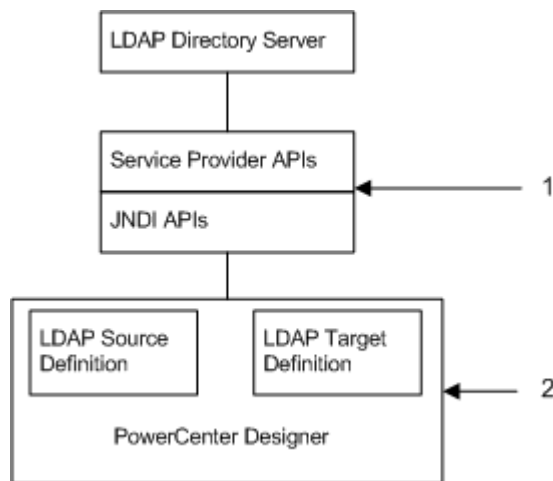 LDAP Directory Server
Service Provider APIs
1
JNDI APIs
LDAP Source
Definition
LDAP Target
Definition
2
PowerCenter Designer